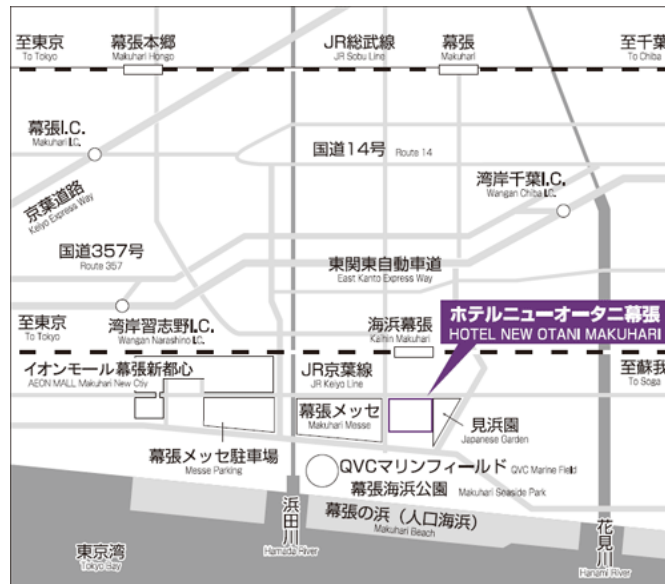 至東京
To Tokyo
幕張本郷
Makuhari Hongo
JR総武線
JR Sobu Line
幕張
Makuhari
至千葉
To Chiba
幕張I.C.
Makuhari I.C.
国道14号 Route 14
湾岸千葉I.C.
Wangan Chiba I.C.
京葉道路
Keiyo Express Way
国道357号
Route 357
東関東自動車道
East Kanto Express Way
至東京
To Tokyo
湾岸習志野I.C.
Wangan Narashino I.C.
海浜幕張
Kaihin Makuhari
ホテルニューオータニ幕張
HOTEL NEW OTANI MAKUHARI
イオンモール幕張新都心
AEON MALL Makuhari New Ctiy
JR京葉線
JR Keiyo Line
至蘇我
To Soga
幕張メッセ
Makuhari Messe
見浜園
Japanese Garden
幕張メッセ駐車場
Messe Parking
QVCマリンフィールド QVC Marine Field
幕張海浜公園 Makuhari Seaside Park
幕張の浜（人口海浜）
Makuhari Beach
浜田川
Hamada River
花見川
Hanami River
東京湾
Tokyo Bay